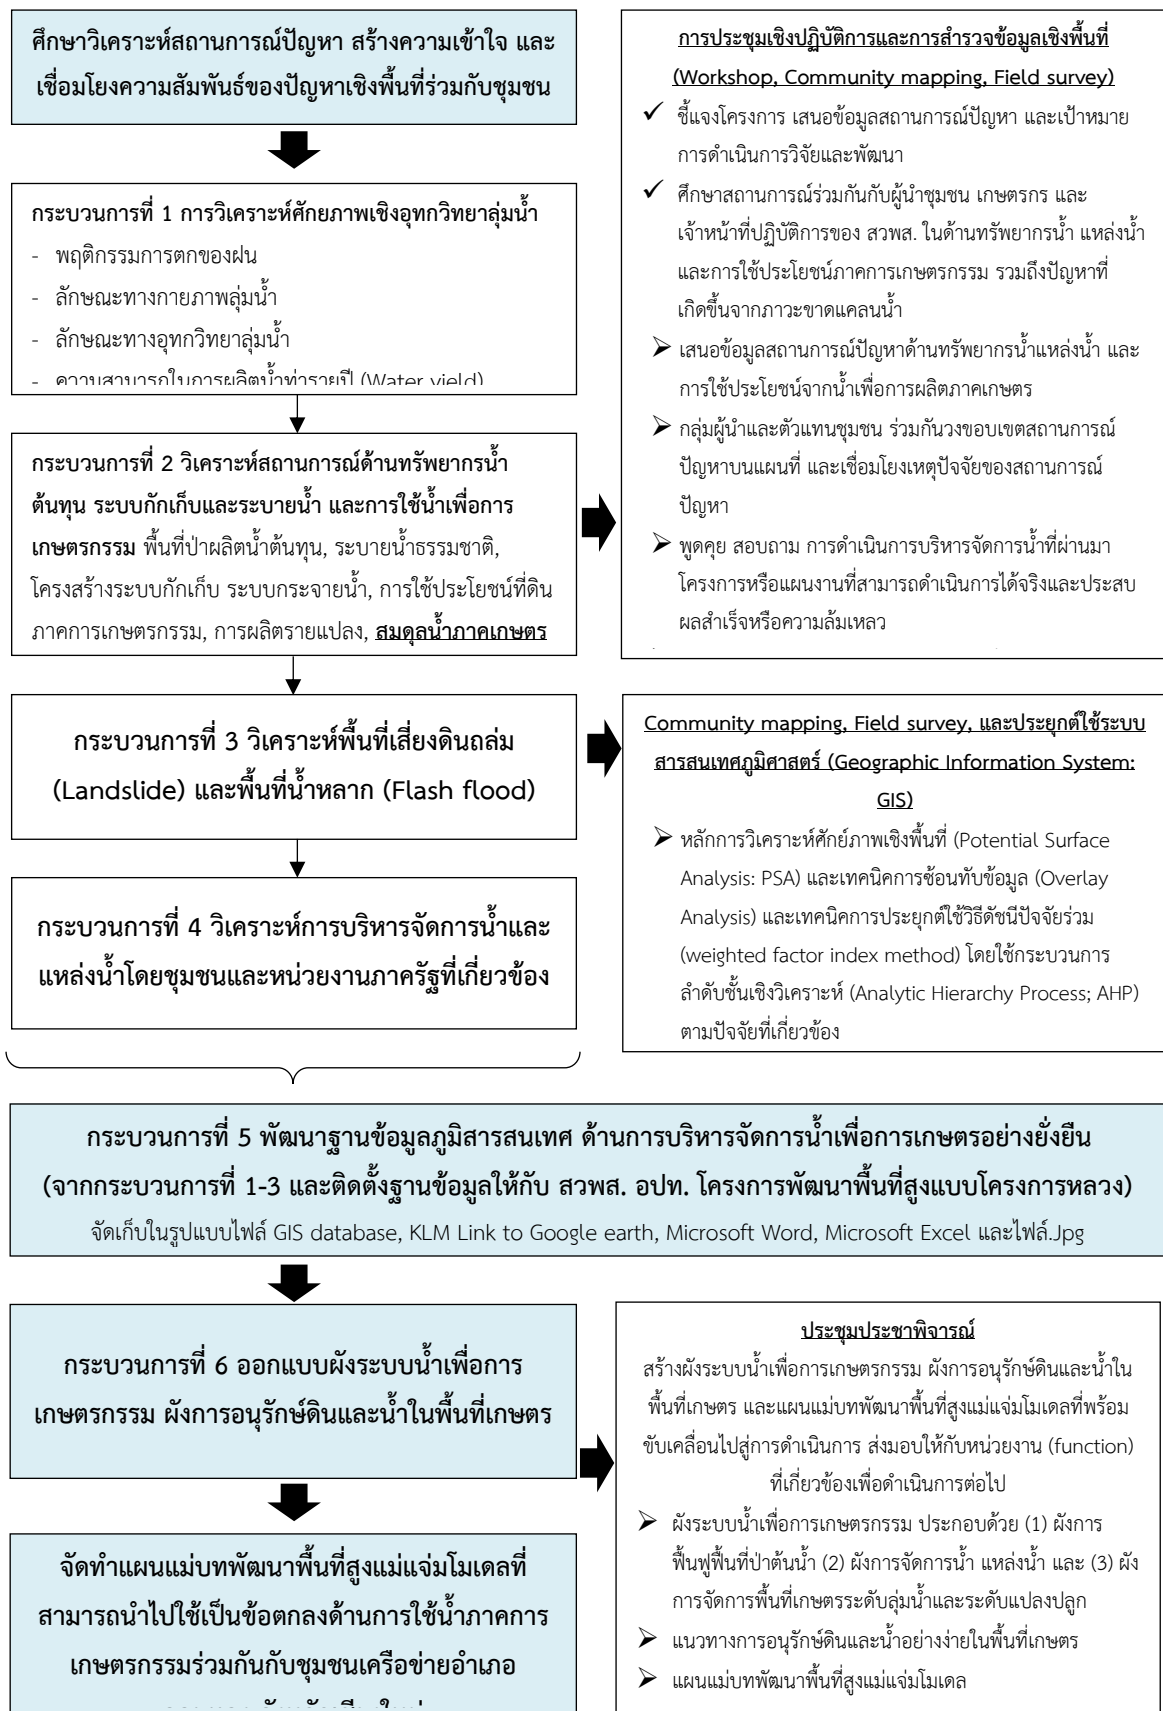 ศึกษาวิเคราะห์สถานการณ์ปัญหา สร้างความเข้าใจ และ
เชื่อมโยงความสัมพันธ์ของปัญหาเชิงพื้นที่ร่วมกับชุมชน
กระบวนการที่ 1 การวิเคราะห์ศักยภาพเชิงอุทกวิทยาลุ่มน้ำ
- พฤติกรรมการตกของฝน
- ลักษณะทางกายภาพลุ่มน้ำ
- ลักษณะทางอุทกวิทยาลุ่มน้ำ
- ความสามารถในการผลิตน้ำท่ารายปี (Water yield)
กระบวนการที่ 2 วิเคราะห์สถานการณ์ด้านทรัพยากรน้ำ
ต้นทุน ระบบกักเก็บและระบายน้ำ และการใช้น้ำเพื่อการ
เกษตรกรรม พื้นที่ป่าผลิตน้ำต้นทุน, ระบายน้ำธรรมชาติ,
โครงสร้างระบบกักเก็บ ระบบกระจายน้ำ, การใช้ประโยชน์ที่ดิน
ภาคการเกษตรกรรม, การผลิตรายแปลง, สมดุลน้ำภาคเกษตร
กระบวนการที่ 3 วิเคราะห์พื้นที่เสี่ยงดินถล่ม
(Landslide) และพื้นที่น้ำหลาก (Flash flood)
กระบวนการที่ 4 วิเคราะห์การบริหารจัดการน้ำและ
แหล่งน้ำโดยชุมชนและหน่วยงานภาครัฐที่เกี่ยวข้อง
การประชุมเชิงปฏิบัติการและการสำรวจข้อมูลเชิงพื้นที่
(Workshop, Community mapping, Field survey)
✓ ชี้แจงโครงการ เสนอข้อมูลสถานการณ์ปัญหา และเป้าหมาย
การดำเนินการวิจัยและพัฒนา
✓ ศึกษาสถานการณ์ร่วมกันกับผู้นำชุมชน เกษตรกร และ
เจ้าหน้าที่ปฏิบัติการของ สวพส. ในด้านทรัพยากรน้ำ แหล่งน้ำ
และการใช้ประโยชน์ภาคการเกษตรกรรม รวมถึงปัญหาที่
เกิดขึ้นจากภาวะขาดแคลนน้ำ
➢ เสนอข้อมูลสถานการณ์ปัญหาด้านทรัพยากรน้ำแหล่งน้ำ และ
การใช้ประโยชน์จากน้ำเพื่อการผลิตภาคเกษตร
➢ กลุ่มผู้นำและตัวแทนชุมชน ร่วมกันวงขอบเขตสถานการณ์
ปัญหาบนแผนที่ และเชื่อมโยงเหตุปัจจัยของสถานการณ์
ปัญหา
➢ พูดคุย สอบถาม การดำเนินการบริหารจัดการน้ำที่ผ่านมา
โครงการหรือแผนงานที่สามารถดำเนินการได้จริงและประสบ
ผลสำเร็จหรือความล้มเหลว
Community mapping, Field survey, และประยุกต์ใช้ระบบ
สารสนเทศภูมิศาสตร์ (Geographic Information System:
GIS)
➢ หลักการวิเคราะห์ศักย์ภาพเชิงพื้นที่ (Potential Surface
Analysis: PSA) และเทคนิคการซ้อนทับข้อมูล (Overlay
Analysis) และเทคนิคการประยุกต์ใช้วิธีดัชนีปัจจัยร่วม
(weighted factor index method) โดยใช้กระบวนการ
ลำดับชั้นเชิงวิเคราะห์ (Analytic Hierarchy Process; AHP)
ตามปัจจัยที่เกี่ยวข้อง
กระบวนการที่ 5 พัฒนาฐานข้อมูลภูมิสารสนเทศ ด้านการบริหารจัดการน้ำเพื่อการเกษตรอย่างยั่งยืน
(จากกระบวนการที่ 1-3 และติดตั้งฐานข้อมูลให้กับ สวพส. อปท. โครงการพัฒนาพื้นที่สูงแบบโครงการหลวง)
จัดเก็บในรูปแบบไฟล์ GIS database, KLM Link to Google earth, Microsoft Word, Microsoft Excel และไฟล์.Jpg
กระบวนการที่ 6 ออกแบบผังระบบน้ำเพื่อการ
เกษตรกรรม ผังการอนุรักษ์ดินและน้ำในพื้นที่เกษตร
จัดทำแผนแม่บทพัฒนาพื้นที่สูงแม่แจ่มโมเดลที่
สามารถนำไปใช้เป็นข้อตกลงด้านการใช้น้ำภาคการ
เกษตรกรรมร่วมกันกับชุมชนเครือข่ายอำเภอ
ประชุมประชาพิจารณ์
สร้างผังระบบน้ำเพื่อการเกษตรกรรม ผังการอนุรักษ์ดินและน้ำใน
พื้นที่เกษตร และแผนแม่บทพัฒนาพื้นที่สูงแม่แจ่มโมเดลที่พร้อม
ขับเคลื่อนไปสู่การดำเนินการ ส่งมอบให้กับหน่วยงาน (function)
ที่เกี่ยวข้องเพื่อดำเนินการต่อไป
➢ ผังระบบน้ำเพื่อการเกษตรกรรม ประกอบด้วย (1) ผังการ
ฟื้นฟูพื้นที่ป่าต้นน้ำ (2) ผังการจัดการน้ำ แหล่งน้ำ และ (3) ผัง
การจัดการพื้นที่เกษตรระดับลุ่มน้ำและระดับแปลงปลูก
➢ แนวทางการอนุรักษ์ดินและน้ำอย่างง่ายในพื้นที่เกษตร
➢ แผนแม่บทพัฒนาพื้นที่สูงแม่แจ่มโมเดล